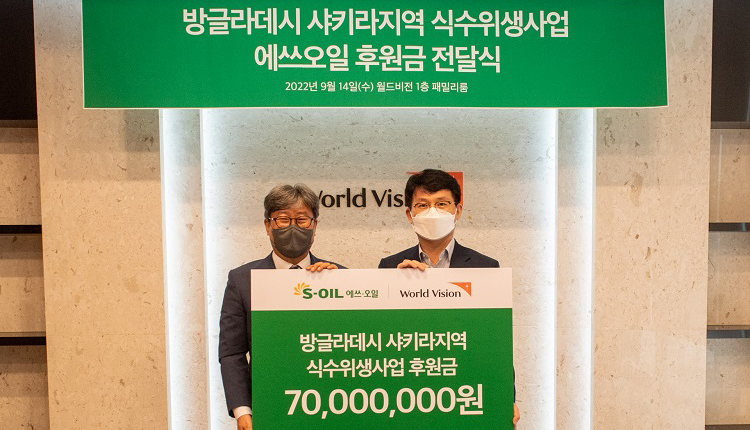 방글라데시 샤키라지역 식수위생사업
에쓰오일 후원금 전달식
2022년 9월 14일(수) 월드비전 1층 패밀리룸
World Vis
S-OIL 에쓰-오일
World Vision
방글라데시 샤키라지역
식수위생사업 후원금
70,000,000원